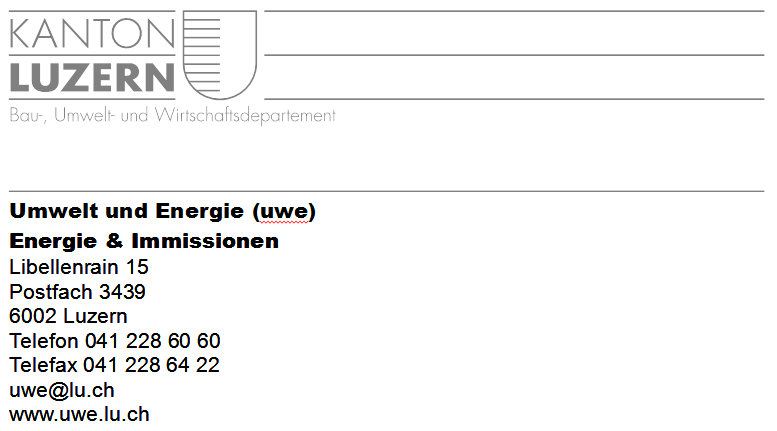 KANTON
LUZERN
Bau-, Umwelt- und Wirtschaftsdepartement
Umwelt und Energie (uwe)
Energie & Immissionen
Libellenrain 15
Postfach 3439
6002 Luzern
Telefon 041 228 60 60
Telefax 041 228 64 22
uwe@lu.ch
www.uwe.lu.ch